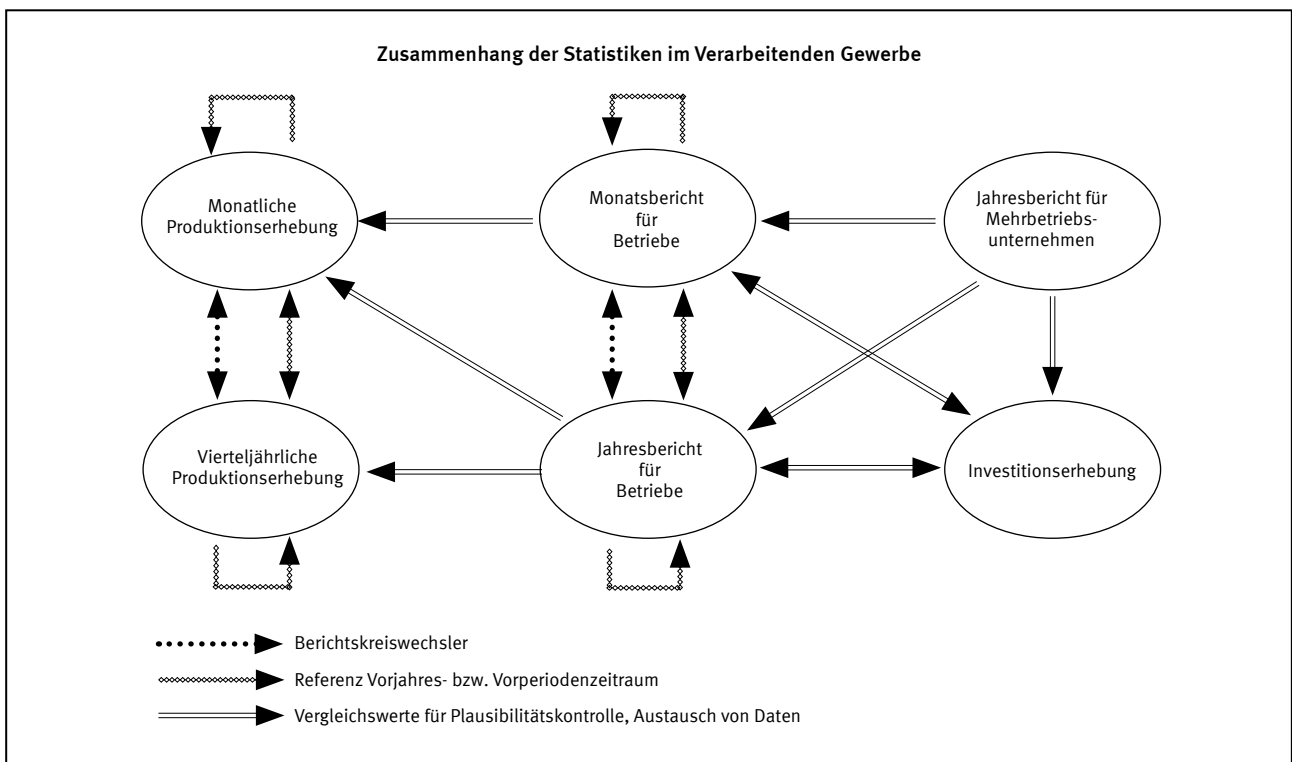 Zusammenhang der Statistiken im Verarbeitenden Gewerbe
Monatliche
Produktionserhebung
Monatsbericht
für
Betriebe
Jahresbericht für
Mehrbetriebs-
unternehmen
Vierteljährliche
Produktionserhebung
Jahresbericht
für
Betriebe
Investitionserhebung
Berichtskreiswechsler
Referenz Vorjahres- bzw. Vorperiodenzeitraum
Vergleichswerte für Plausibilitätskontrolle, Austausch von Daten